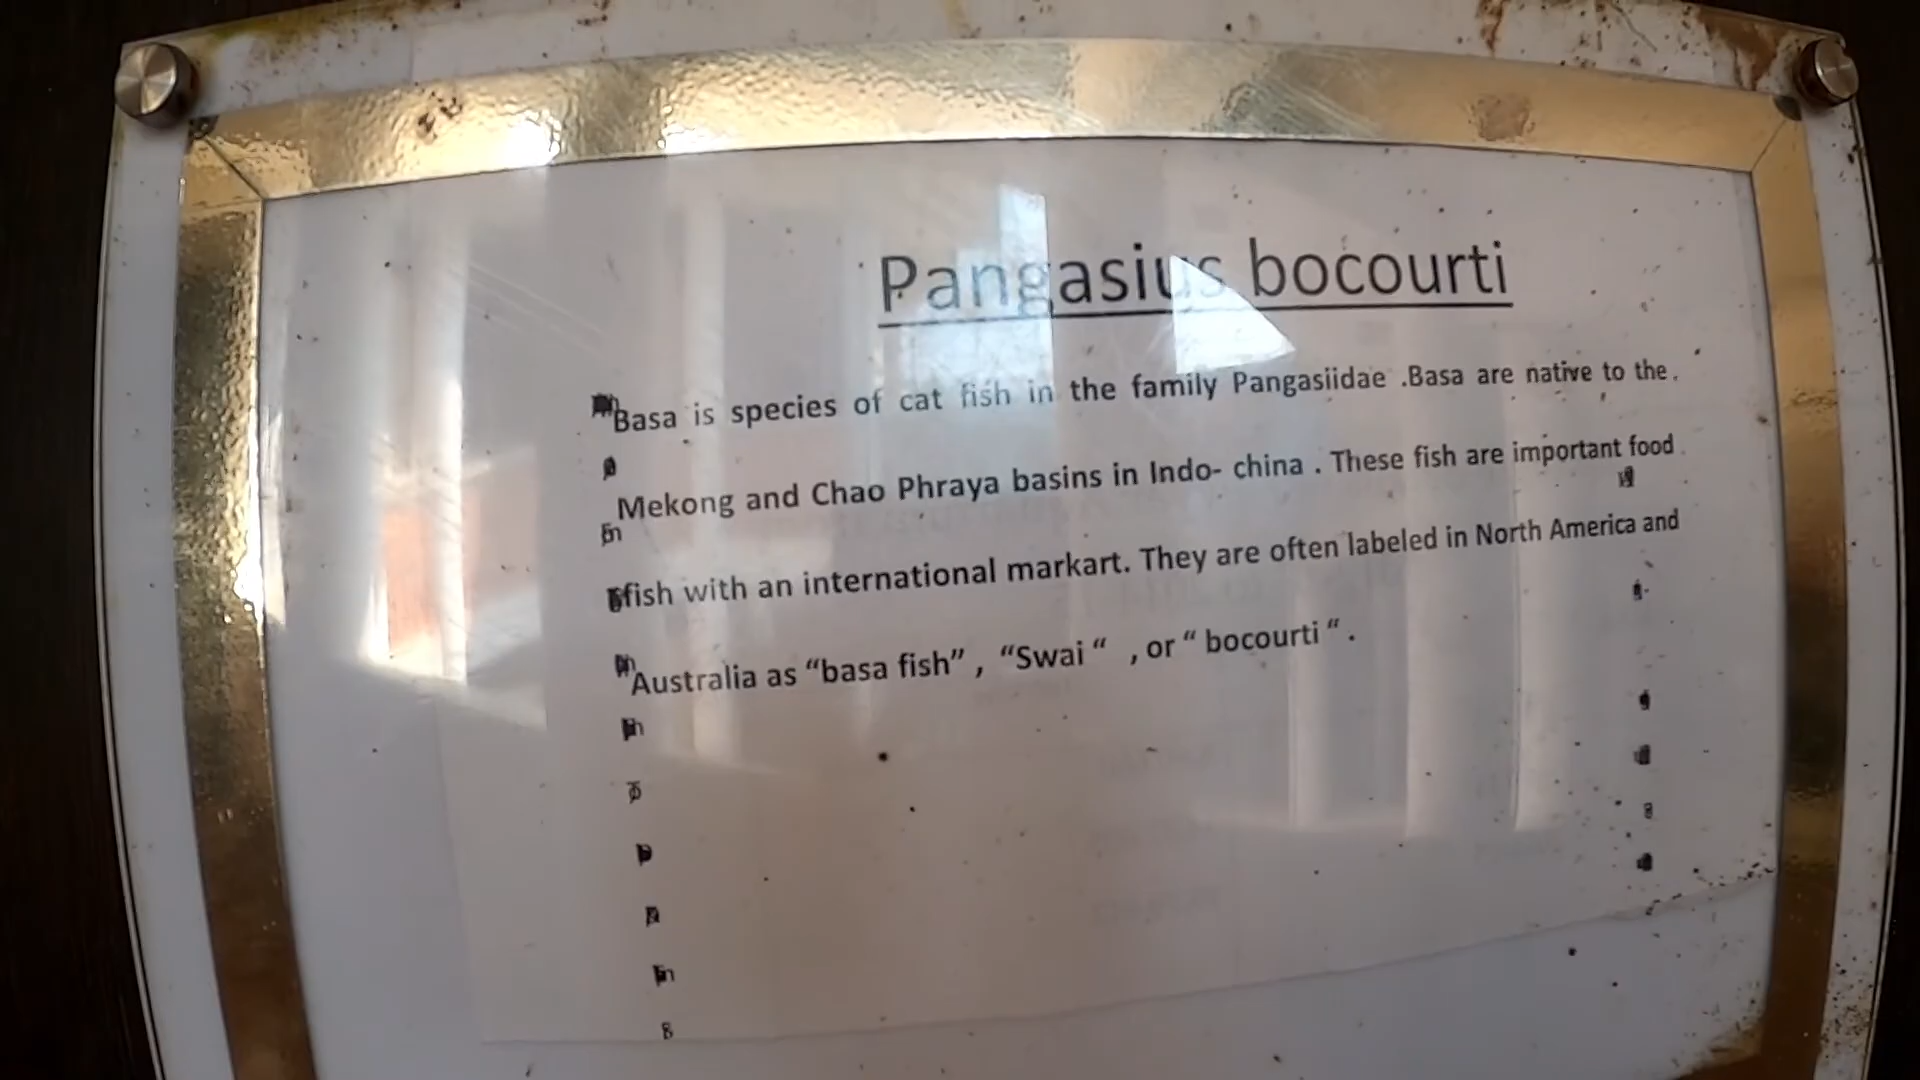 Pangasius bocourti
Basa is species of cat fish in the family Pangasiidae .Basa are native to the.
Mekong and Chao Phraya basins in Indo- china . These fish are important food
fish with an international markart. They are often labeled in North America and
Australia as “basa fish” , “Swai “ , or “ bocourti “ .